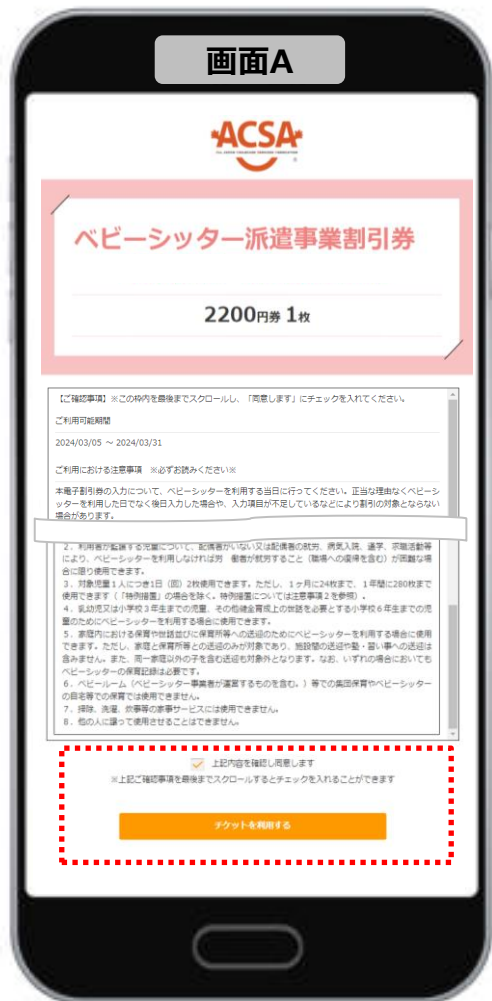 画面A
ACSA
ベビーシッター派遣事業割引券
2200円券 1枚
【ご確認事項】※この枠内を最後までスクロールし、「同意します」にチェックを入れてください。
ご利用可能期間
2024/03/05 ～ 2024/03/31
ご利用における注意事項 ※必ずお読みください※
本電子割引券の入力について、ベビーシッターを利用する当日に行ってください。正当な理由なくベビーシ
ッターを利用した日でなく後日入力した場合や、入力項目が不足しているなどにより割引の対象とならない
場合があります。
２．利用者が監護する児童について、配偶者がいない又は配偶者の就労、病気入院、通学、求職活動等
により、ベビーシッターを利用しなければ労 働者が就労すること（職場への復帰を含む）が困難な場
合に限り使用できます。
３．対象児童１人につき1日（回）2枚使用できます。ただし、１ヶ月に24枚まで、１年間に280枚まで
使用できます（「特例措置」の場合を除く。特例措置については注意事項２を参照）。
４．乳幼児又は小学校３年生までの児童、その他健全育成上の世話を必要とする小学校６年生までの児
童のためにベビーシッターを利用する場合に使用できます。
５．家庭内における保育や世話並びに保育所等への送迎のためにベビーシッターを利用する場合に使用
できます。ただし、家庭と保育所等との送迎のみが対象であり、施設間の送迎や塾・習い事への送迎は
含みません。また、同一家庭以外の子を含む送迎も対象外となります。なお、いずれの場合においても
ベビーシッターの保育記録は必要です。
６．ベビールーム（ベビーシッター事業者が運営するものを含む。）等での集団保育やベビーシッター
の自宅等での保育では使用できません。
７．掃除、洗濯、炊事等の家事サービスには使用できません。
８．他の人に譲って使用させることはできません。
上記内容を確認し同意します
※上記ご確認事項を最後までスクロールするとチェックを入れることができます
チケットを利用する